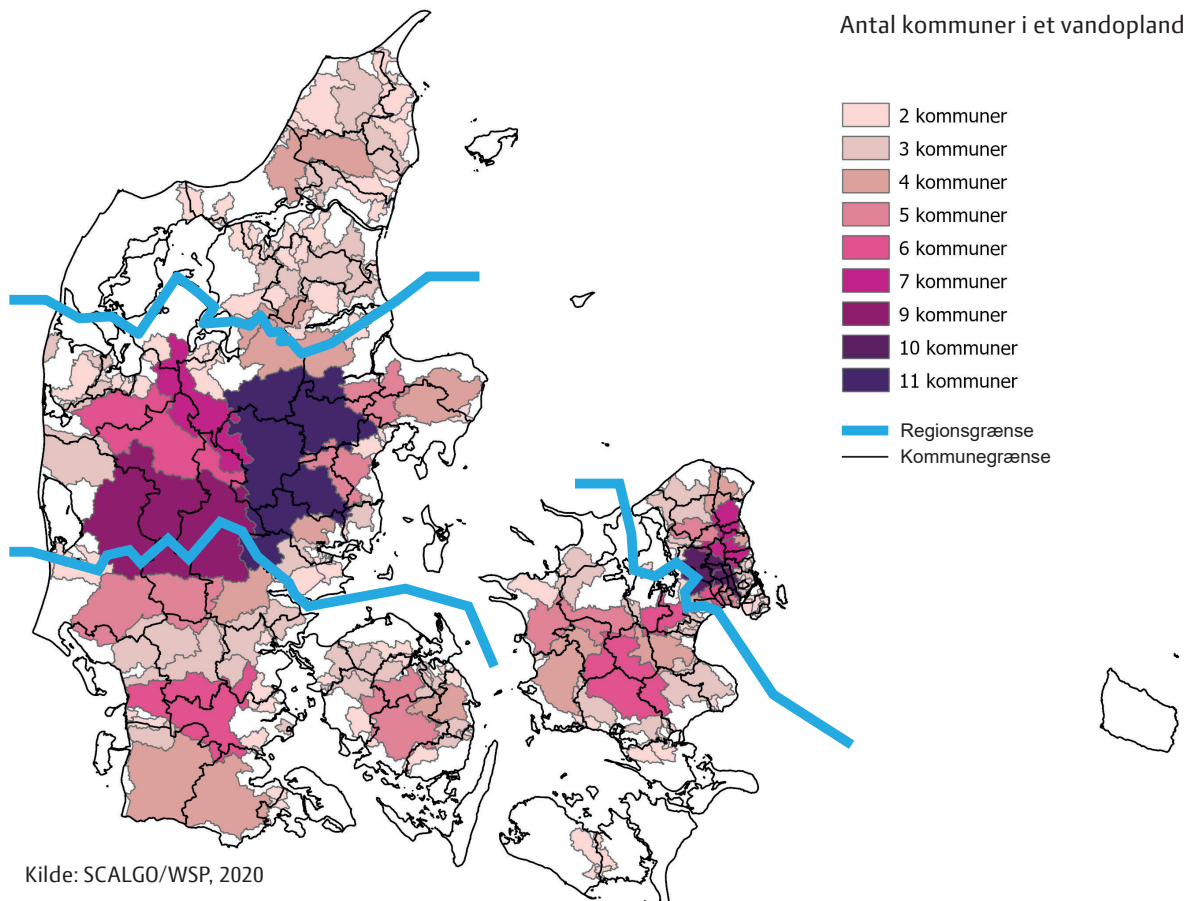 Antal kommuner i et vandopland
2 kommuner
3 kommuner
4 kommuner
5 kommuner
6 kommuner
7 kommuner
9 kommuner
10 kommuner
11 kommuner
Regionsgrænse
Kommunegrænse
Kilde: SCALGO/WSP, 2020